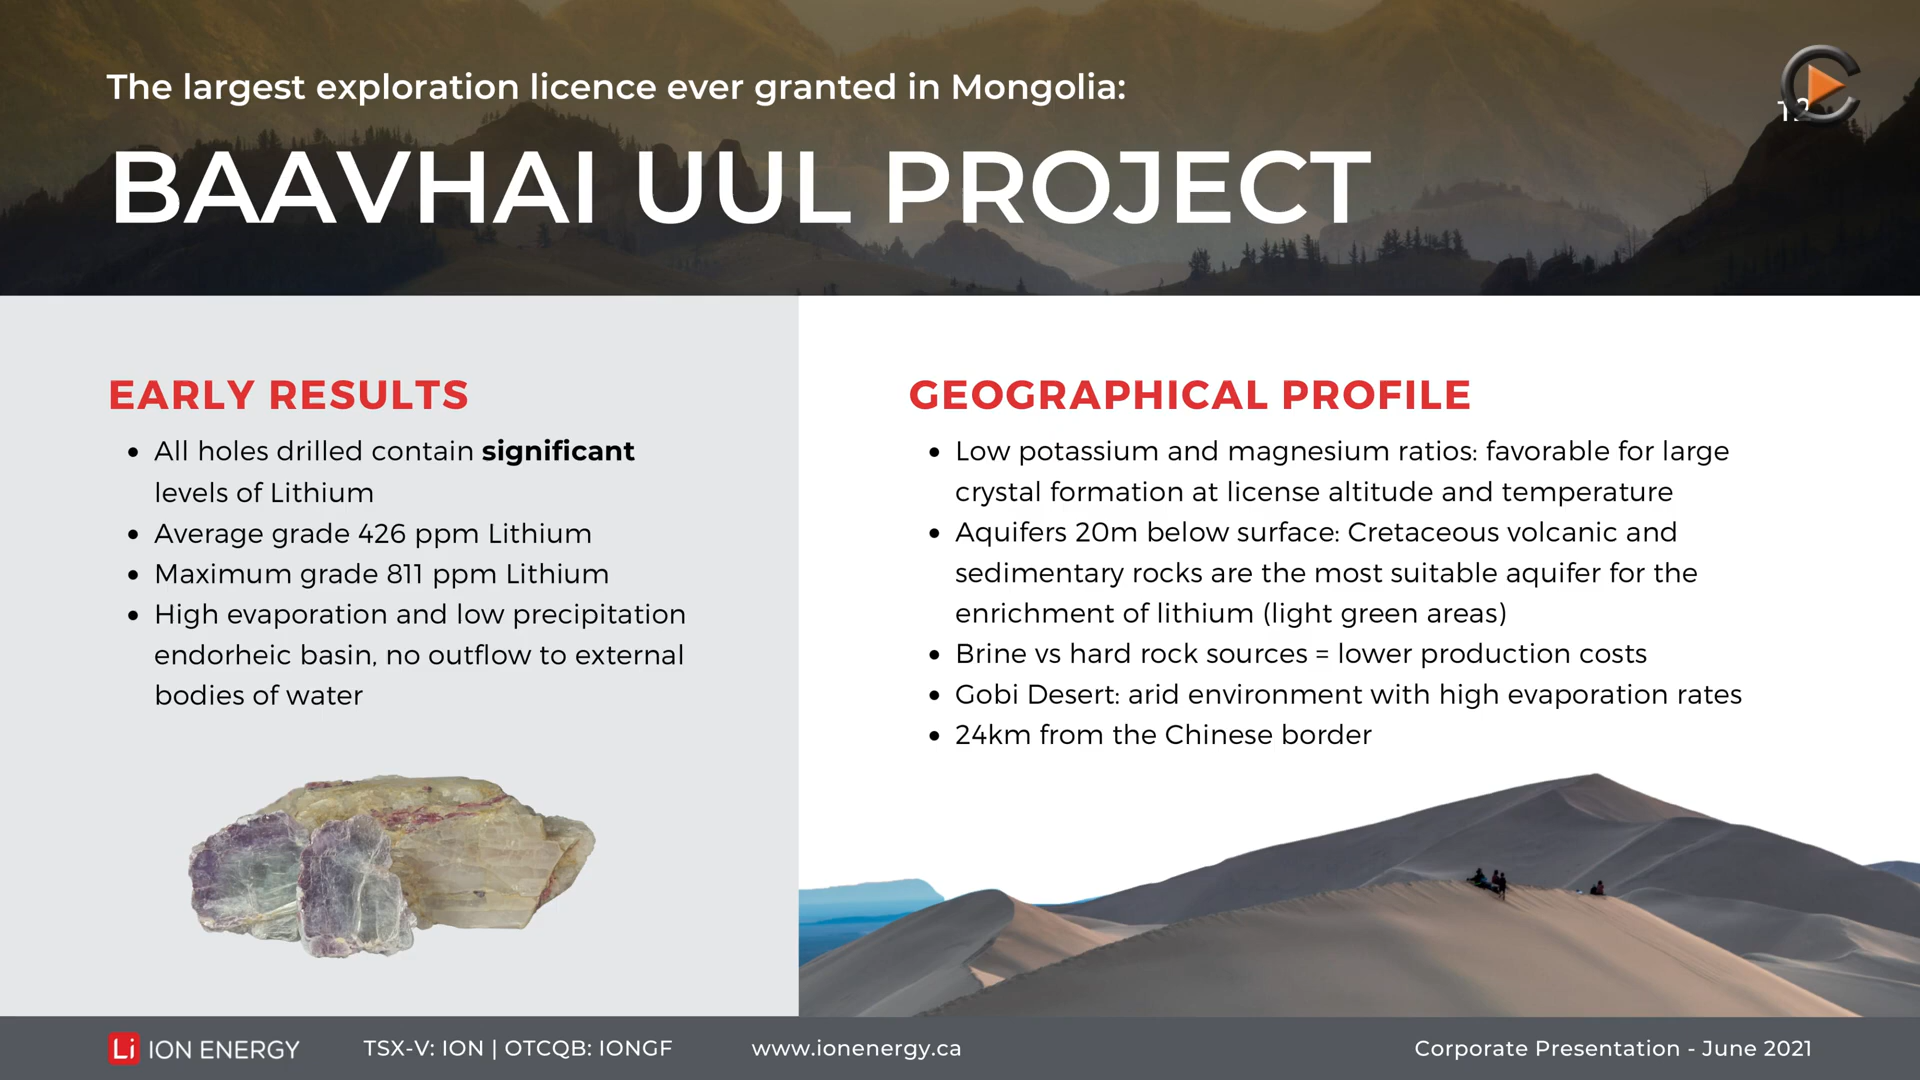 The largest exploration licence ever granted in Mongolia:
12
BAAVHAI UUL PROJECT
EARLY RESULTS
All holes drilled contain significant
levels of Lithium
Average grade 426 ppm Lithium
Maximum grade 811 ppm Lithium
High evaporation and low precipitation
endorheic basin, no outflow to external
bodies of water
GEOGRAPHICAL PROFILE
Low potassium and magnesium ratios: favorable for large
crystal formation at license altitude and temperature
Aquifers 20m below surface: Cretaceous volcanic and
sedimentary rocks are the most suitable aquifer for the
enrichment of lithium (light green areas)
Brine vs hard rock sources = lower production costs
Gobi Desert: arid environment with high evaporation rates
24km from the Chinese border
Li ION ENERGY
TSX-V: ION | OTCQB: IONGF
www.ionenergy.ca
Corporate Presentation - June 2021